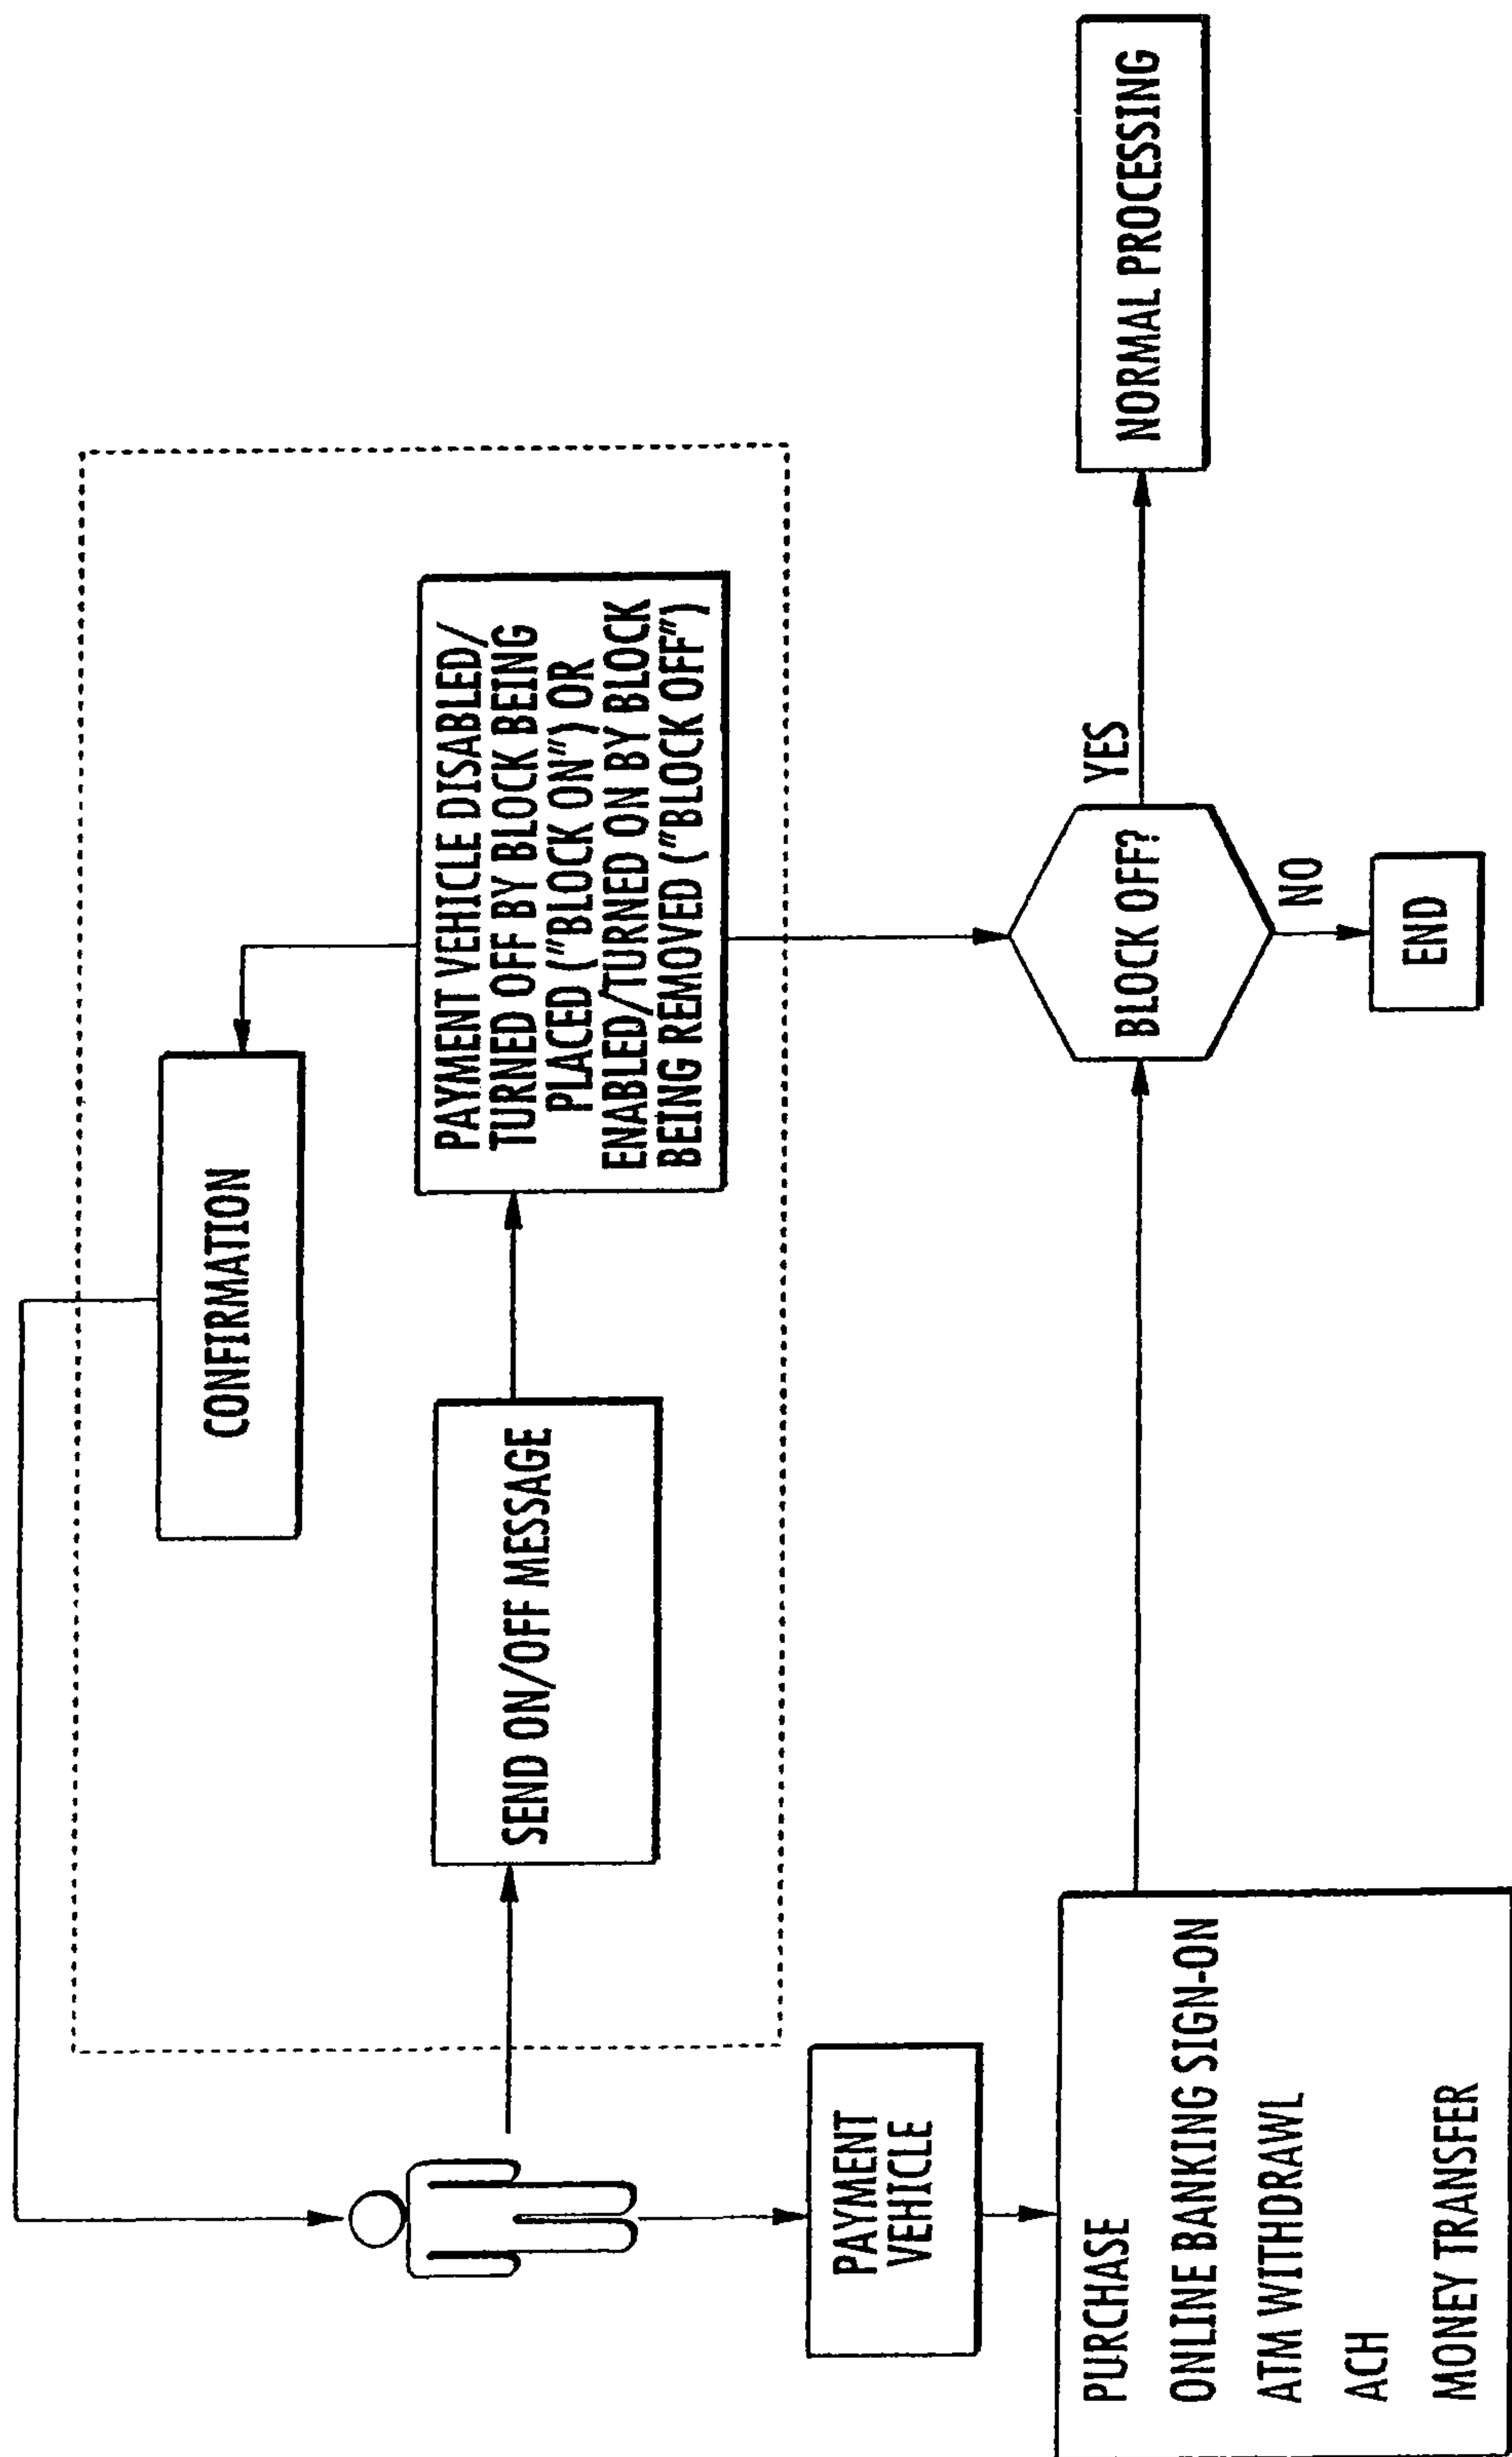 CONFIRMATION
SEND ON/OFF MESSAGE
PAYMENT VEHICLE DISABLED/
TURNED OFF BY BLOCK BEING
PLACED ("BLOCK ON") OR
ENABLED/TURNED ON BY BLOCK
BEING REMOVED ("BLOCK OFF")
PAYMENT
VEHICLE
PURCHASE
ONLINE BANKING SIGN-ON
ATM WITHDRAWL
ACH
MONEY TRANSFER
BLOCK OFF?
YES
NORMAL PROCESSING
NO
END